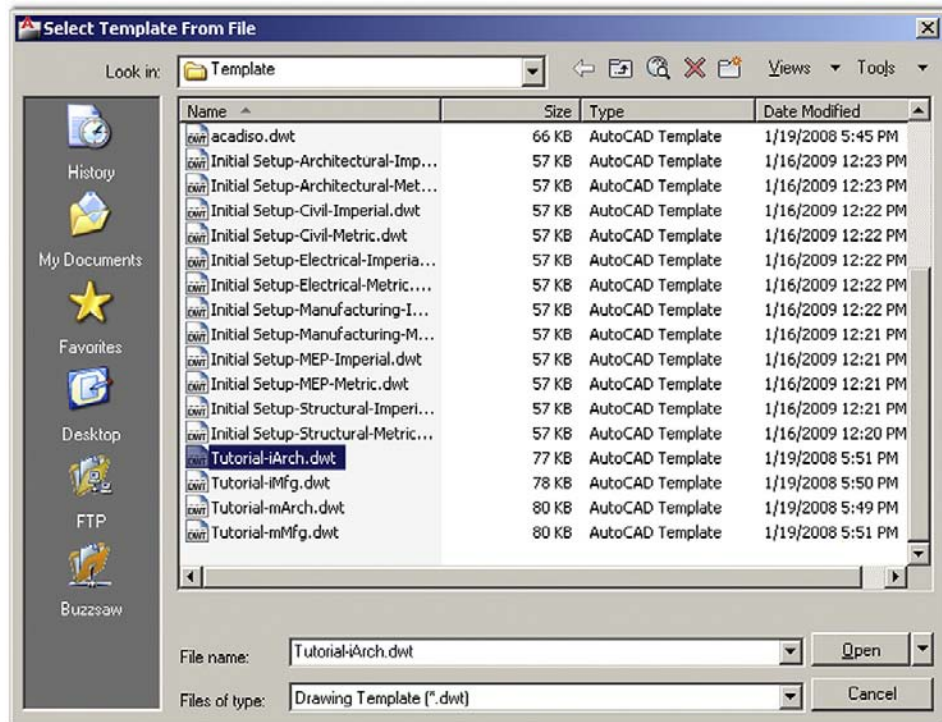 Select Template From File
Look in: Template Views Tools
Name Size Type Date Modified
acadiso.dwt 66 KB AutoCAD Template 1/19/2008 5:45 PM
Initial Setup-Architectural-Imp... 57 KB AutoCAD Template 1/16/2009 12:23 PM
Initial Setup-Architectural-Met... 57 KB AutoCAD Template 1/16/2009 12:23 PM
Initial Setup-Civil-Imperial.dwt 57 KB AutoCAD Template 1/16/2009 12:22 PM
Initial Setup-Civil-Metric.dwt 57 KB AutoCAD Template 1/16/2009 12:22 PM
Initial Setup-Electrical-Imperia... 57 KB AutoCAD Template 1/16/2009 12:22 PM
Initial Setup-Electrical-Metric.... 57 KB AutoCAD Template 1/16/2009 12:22 PM
Initial Setup-Manufacturing-I... 57 KB AutoCAD Template 1/16/2009 12:22 PM
Initial Setup-Manufacturing-M... 57 KB AutoCAD Template 1/16/2009 12:21 PM
Initial Setup-MEP-Imperial.dwt 57 KB AutoCAD Template 1/16/2009 12:21 PM
Initial Setup-MEP-Metric.dwt 57 KB AutoCAD Template 1/16/2009 12:21 PM
Initial Setup-Structural-Imperi... 57 KB AutoCAD Template 1/16/2009 12:21 PM
Initial Setup-Structural-Metric... 57 KB AutoCAD Template 1/16/2009 12:20 PM
Tutorial-iArch.dwt 77 KB AutoCAD Template 1/19/2008 5:51 PM
Tutorial-iMfg.dwt 78 KB AutoCAD Template 1/19/2008 5:50 PM
Tutorial-mArch.dwt 80 KB AutoCAD Template 1/19/2008 5:49 PM
Tutorial-mMfg.dwt 80 KB AutoCAD Template 1/19/2008 5:51 PM
History
My Documents
Favorites
Desktop
FTP
Buzzsaw
File name: Tutorial-iArch.dwt Open
Files of type: Drawing Template (*.dwt) Cancel